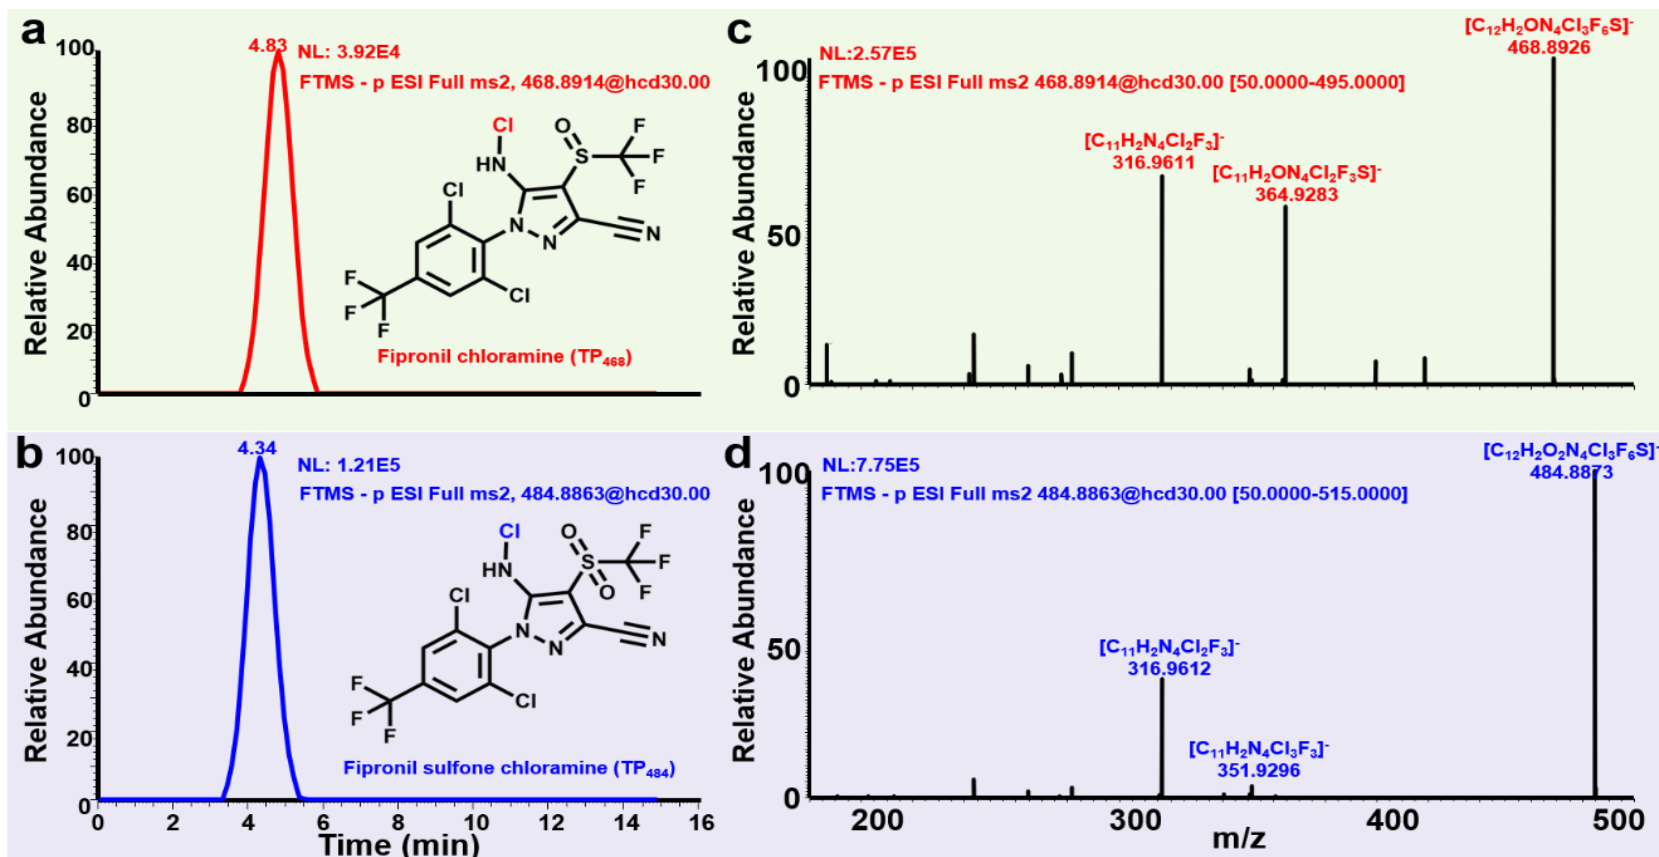 a
4.83
NL: 3.92E4
FTMS - p ESI Full ms2, 468.8914@hcd30.00
Relative Abundance
100
80
60
40
20
0
Cl
HN
O
S
F
F
F
Cl
N
N
N
Cl
F
F
F
Fipronil chloramine (TP468)
c
NL:2.57E5
FTMS - p ESI Full ms2 468.8914@hcd30.00 [50.0000-495.0000]
[C12H2ON4Cl3F6S]-
468.8926
[C11H2N4Cl2F3]-
316.9611
[C11H2ON4Cl2F3S]-
364.9283
Relative Abundance
100
50
0
b
4.34
NL: 1.21E5
FTMS - p ESI Full ms2, 484.8863@hcd30.00
Relative Abundance
100
80
60
40
20
0
Cl
HN
O
S
O
F
F
F
Cl
N
N
N
Cl
F
F
F
Fipronil sulfone chloramine (TP484)
0 2 4 6 8 10 12 14 16
Time (min)
d
NL:7.75E5
FTMS - p ESI Full ms2 484.8863@hcd30.00 [50.0000-515.0000]
[C12H2O2N4Cl3F6S]-
484.8873
[C11H2N4Cl2F3]-
316.9612
[C11H2N4Cl3F3]-
351.9296
Relative Abundance
100
50
0
200 300 400 500
m/z